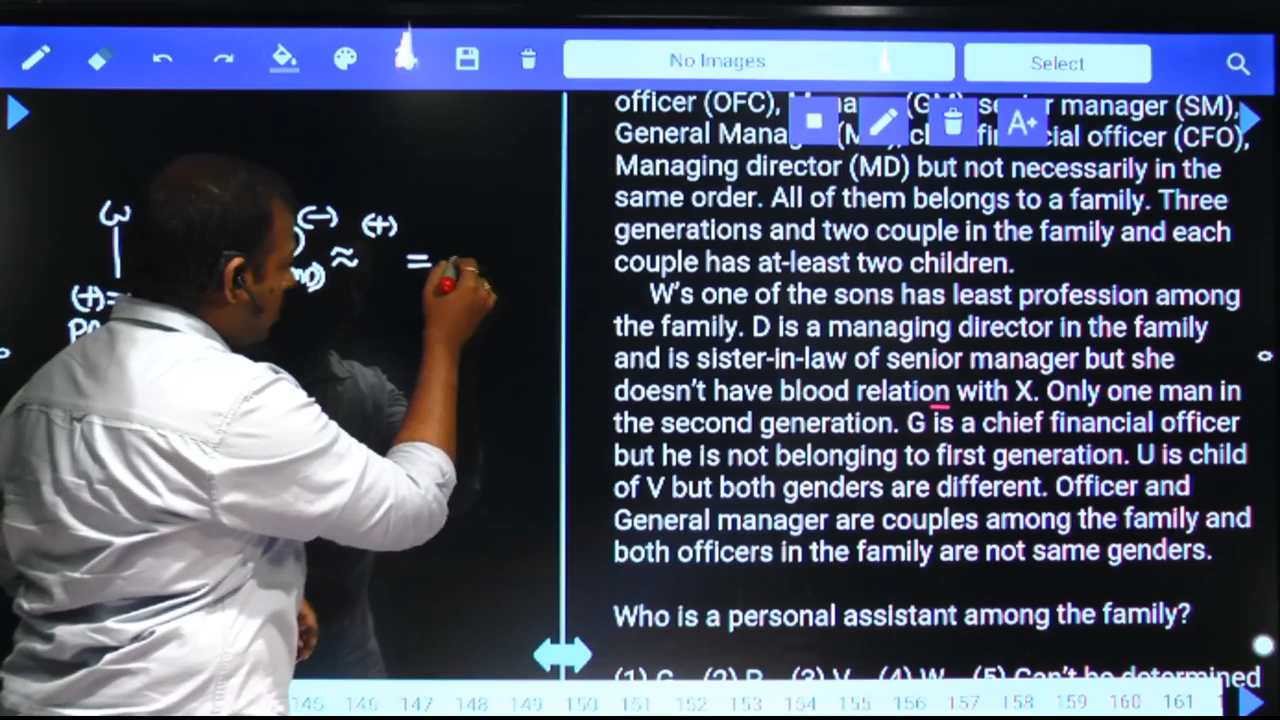 No Images
Select
officer (OFC),
senior manager (SM),
General Manager
financial officer (CFO),
Managing director (MD) but not necessarily in the
same order. All of them belongs to a family. Three
generations and two couple in the family and each
couple has at-least two children.
W's one of the sons has least profession among
the family. D is a managing director in the family
and is sister-in-law of senior manager but she
doesn't have blood relation with X. Only one man in
the second generation. G is a chief financial officer
but he is not belonging to first generation. U is child
of V but both genders are different. Officer and
General manager are couples among the family and
both officers in the family are not same genders.
Who is a personal assistant among the family?
(5) Can't be determined
(-) (+)
≈ =
(+)=
145 146 147 148 149 150 151 152 153 154 155 156 157 158 159 160 161
A+